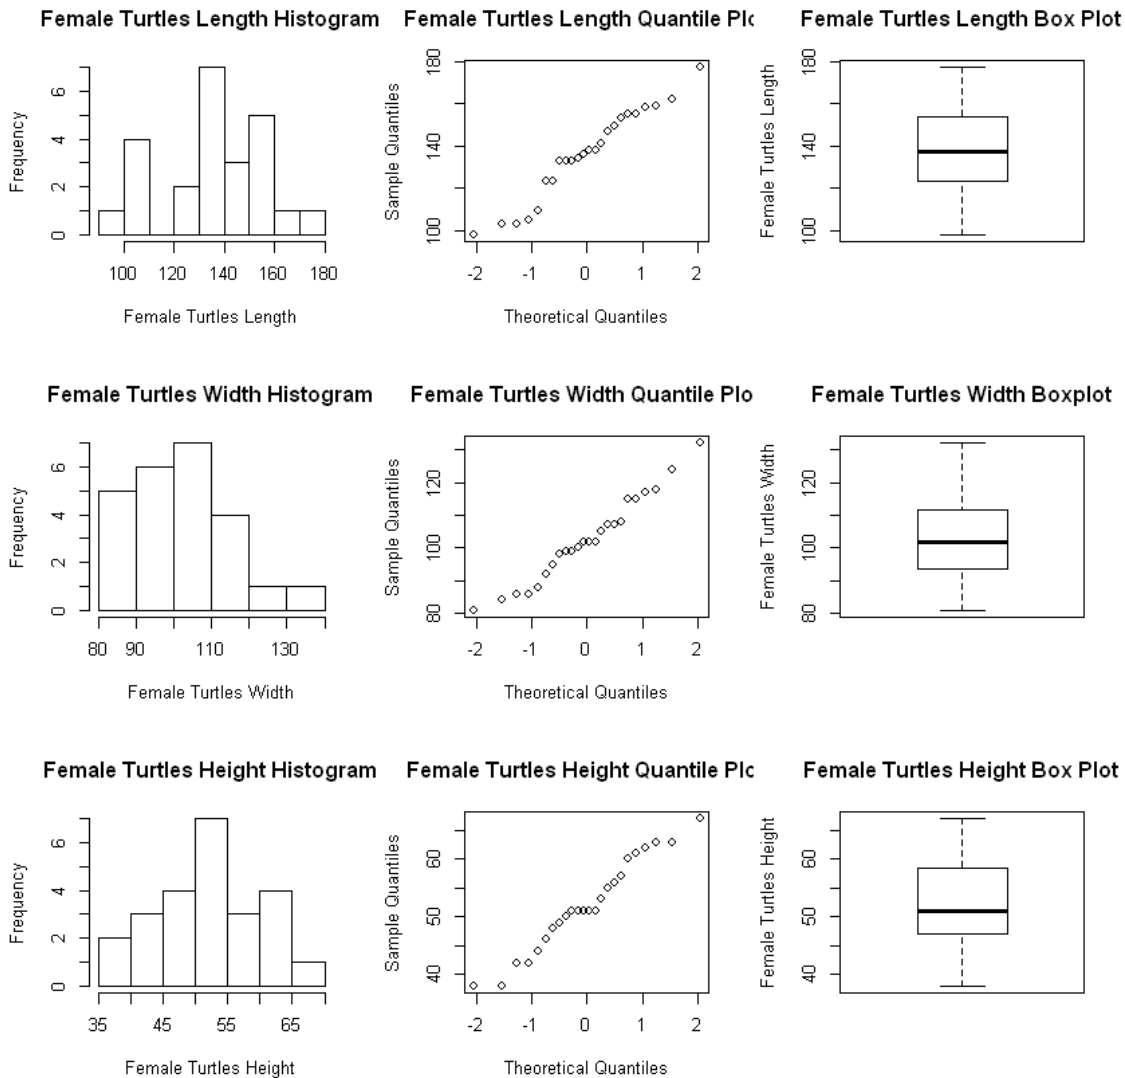 Female Turtles Length Histogram
Female Turtles Length Quantile Plo
Female Turtles Length Box Plot
Frequency
0 2 4 6
100 120 140 160 180
Female Turtles Length
Sample Quantiles
100 140 180
-2 -1 0 1 2
Theoretical Quantiles
Female Turtles Length
100 140 180
Female Turtles Width Histogram
Female Turtles Width Quantile Plo
Female Turtles Width Boxplot
Frequency
0 2 4 6
80 90 110 130
Female Turtles Width
Sample Quantiles
80 100 120
-2 -1 0 1 2
Theoretical Quantiles
Female Turtles Width
80 100 120
Female Turtles Height Histogram
Female Turtles Height Quantile Plo
Female Turtles Height Box Plot
Frequency
0 2 4 6
35 45 55 65
Female Turtles Height
Sample Quantiles
40 50 60
-2 -1 0 1 2
Theoretical Quantiles
Female Turtles Height
40 50 60